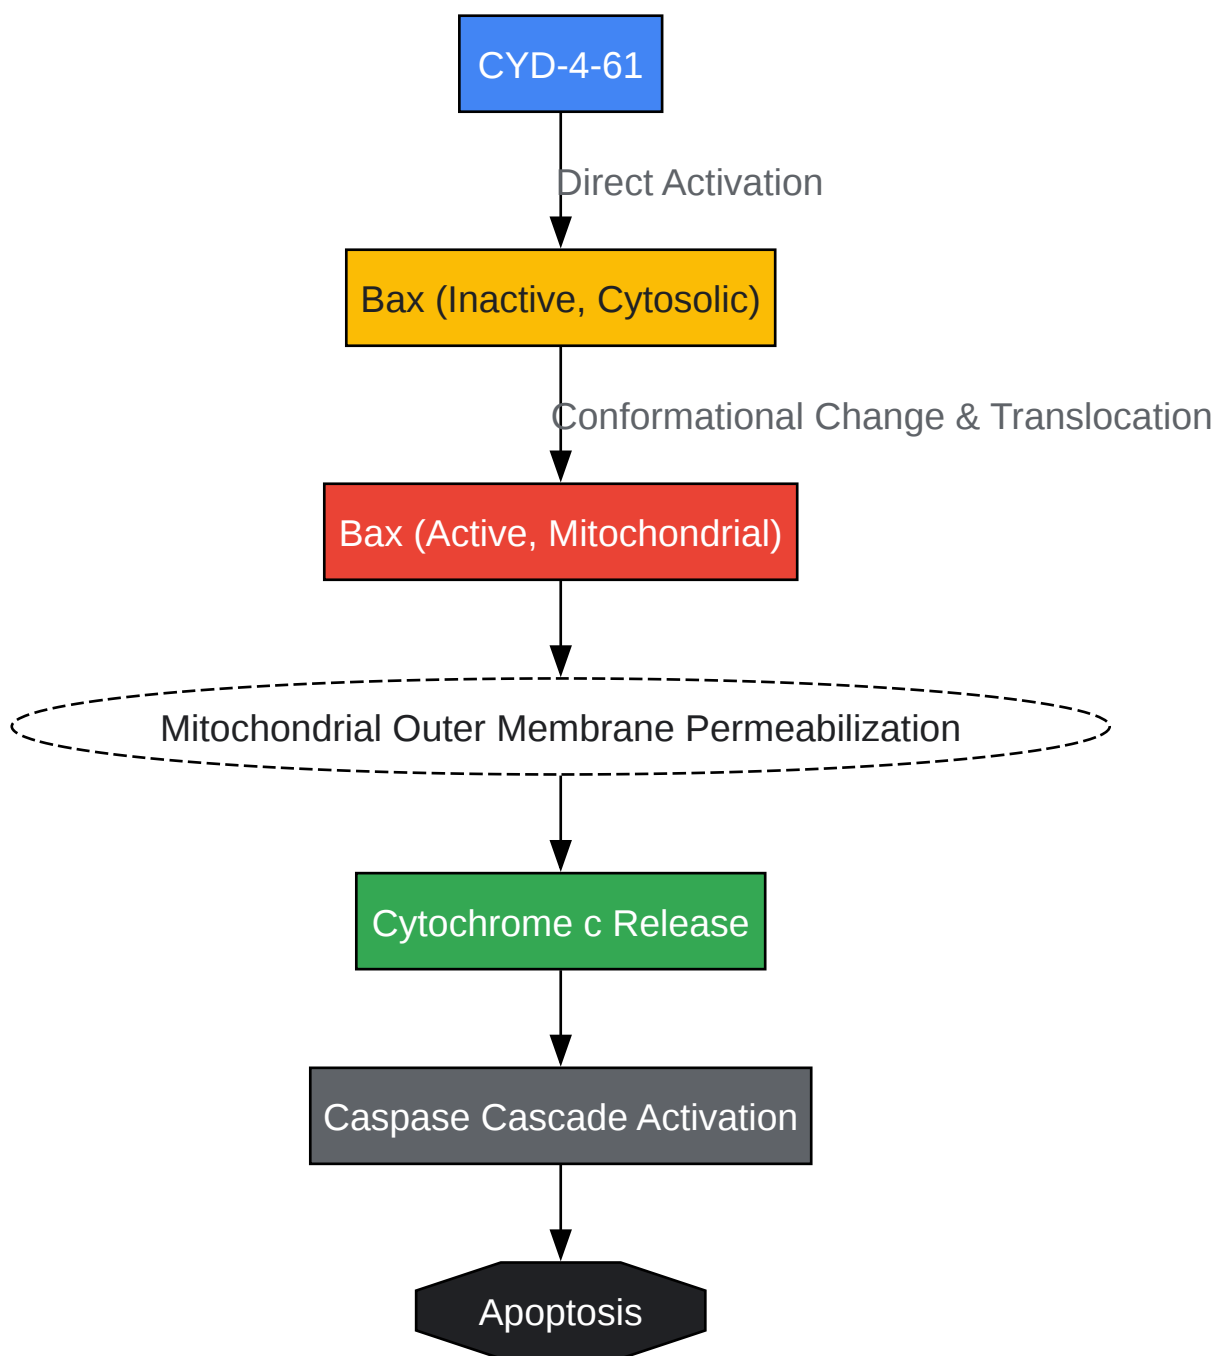 CYD-4-61
Direct Activation
Bax (Inactive, Cytosolic)
Conformational Change & Translocation
Bax (Active, Mitochondrial)
Mitochondrial Outer Membrane Permeabilization
Cytochrome c Release
Caspase Cascade Activation
Apoptosis